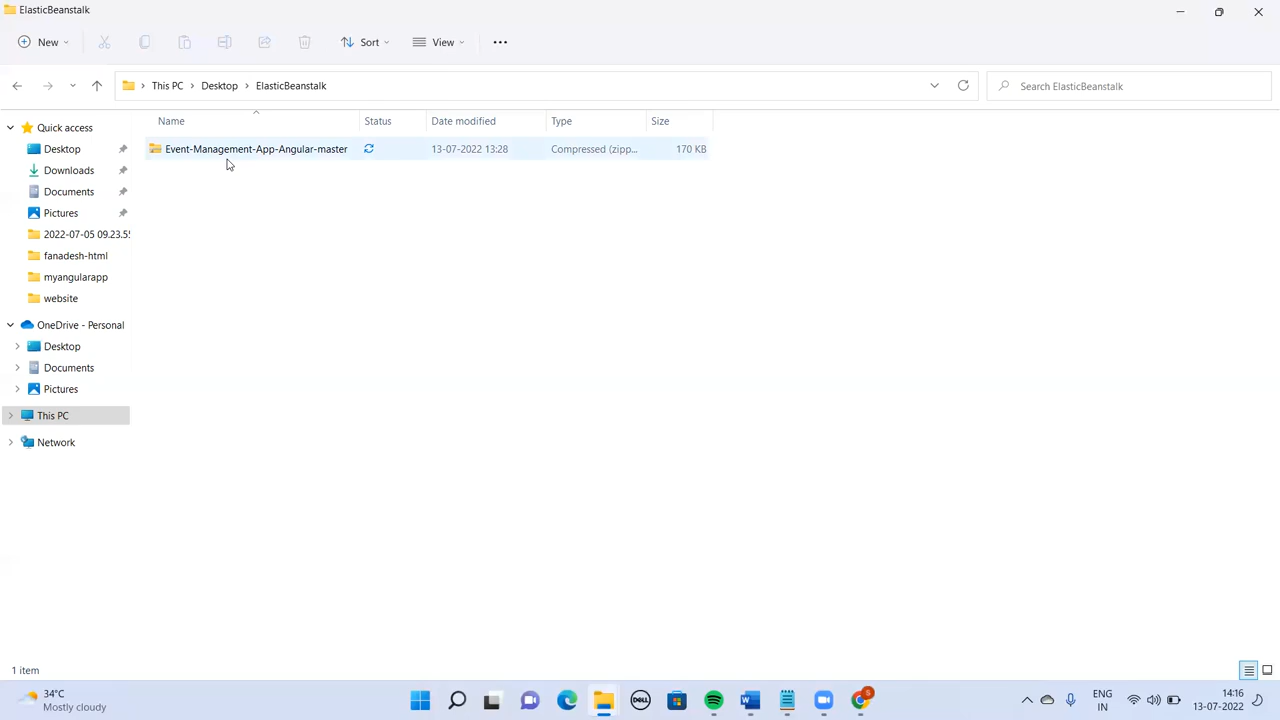 ElasticBeanstalk
New
Sort
View
This PC > Desktop > ElasticBeanstalk
Search ElasticBeanstalk
Name Status Date modified Type Size
Event-Management-App-Angular-master 13-07-2022 13:28 Compressed (zipp... 170 KB
Quick access
Desktop
Downloads
Documents
Pictures
2022-07-05 09.23.55
fanadesh-html
myangularapp
website
OneDrive - Personal
Desktop
Documents
Pictures
This PC
Network
1 item
34°C
Mostly cloudy
DELL
W
S
ENG
IN
14:16
13-07-2022